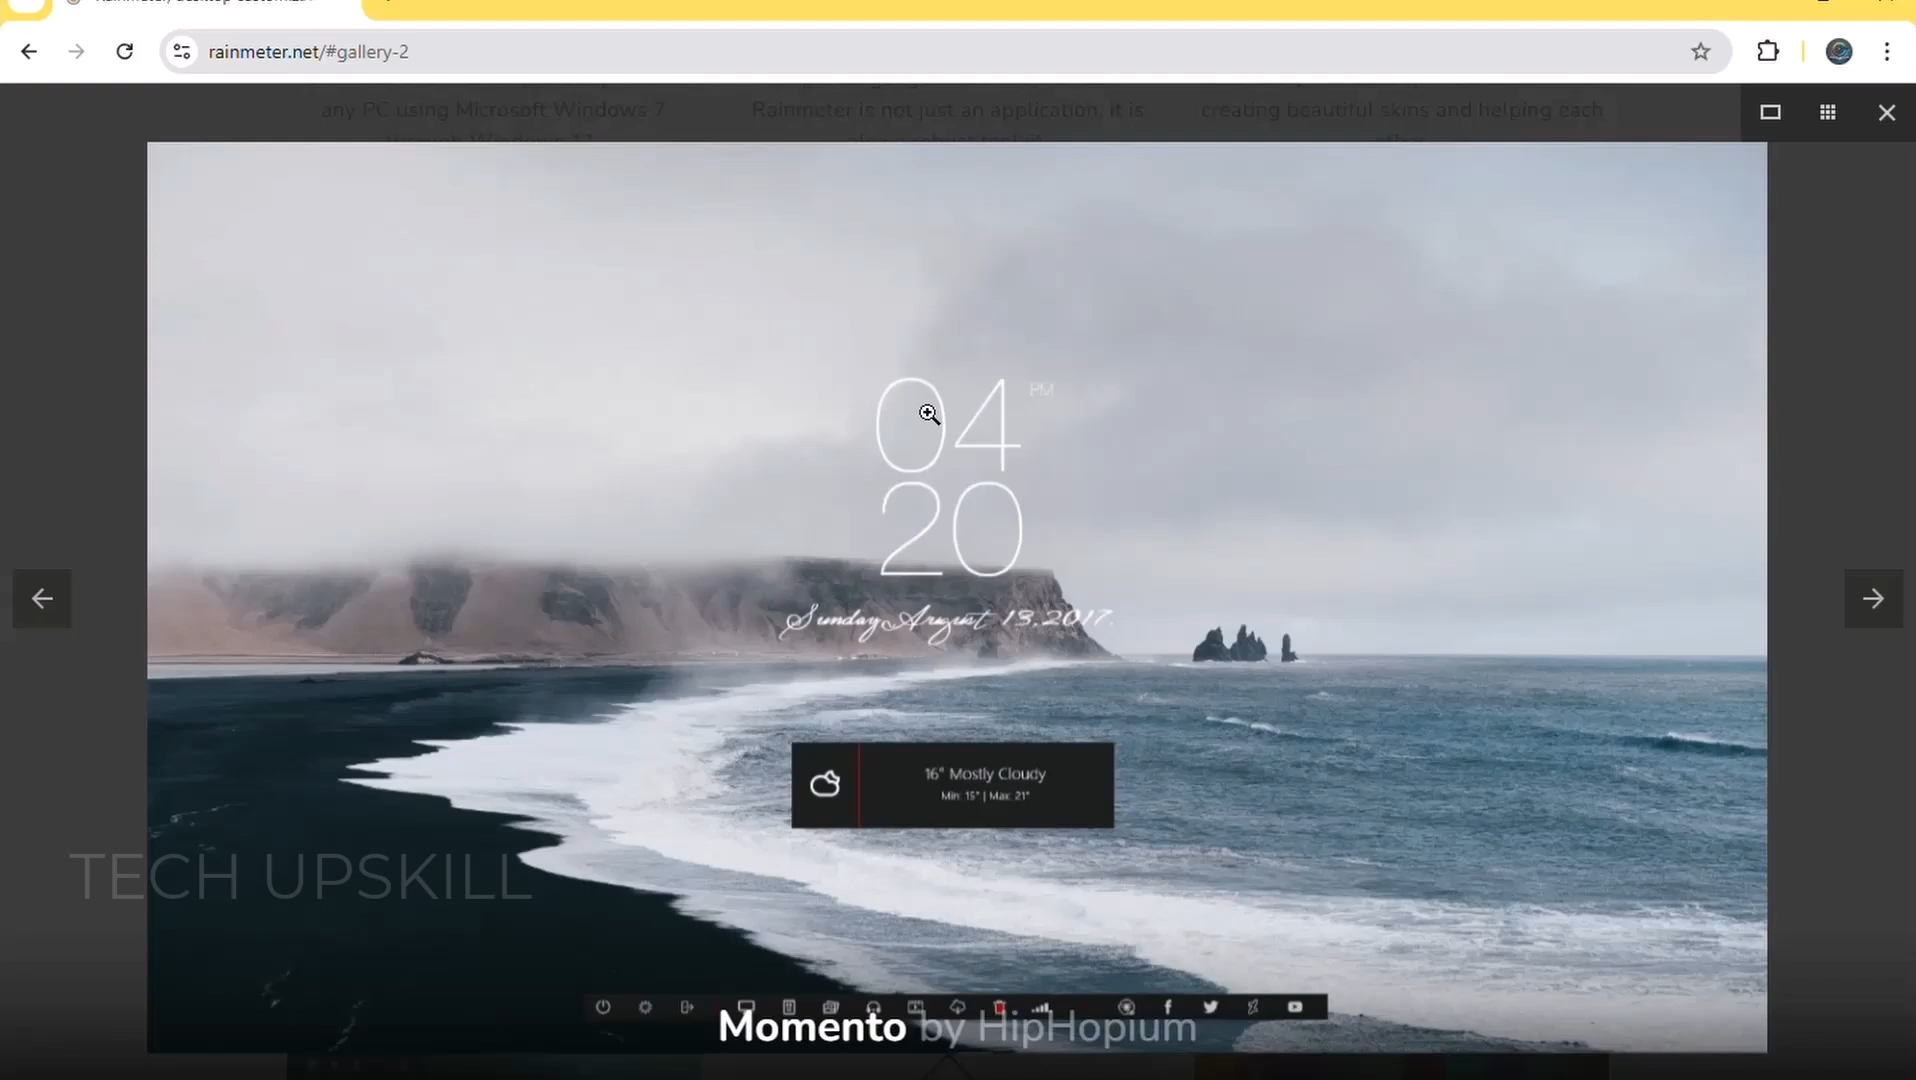 rainmeter.net/#gallery-2
any PC using Microsoft Windows 7
Rainmeter is not just an application, it is
creating beautiful skins and helping each
04 PM
20
Sunday, August 13, 2017.
16° Mostly Cloudy
Min: 15° | Max: 21°
TECH UPSKILL
Momento by HipHopium